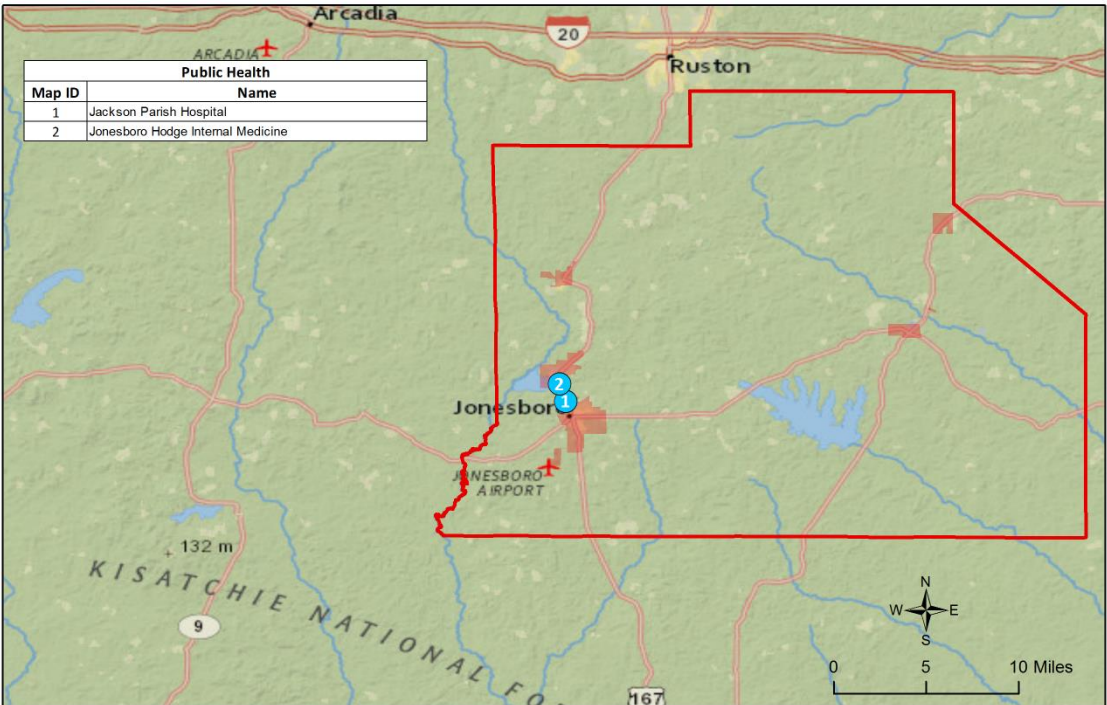 Arcadia
20
ARCADIA
Ruston
Public Health
Map ID Name
1 Jackson Parish Hospital
2 Jonesboro Hodge Internal Medicine
2
1
Jonesbor
JONESBORO
AIRPORT
132 m
KISATCHIE NATIONAL FO
9
167
N
W E
S
0 5 10 Miles